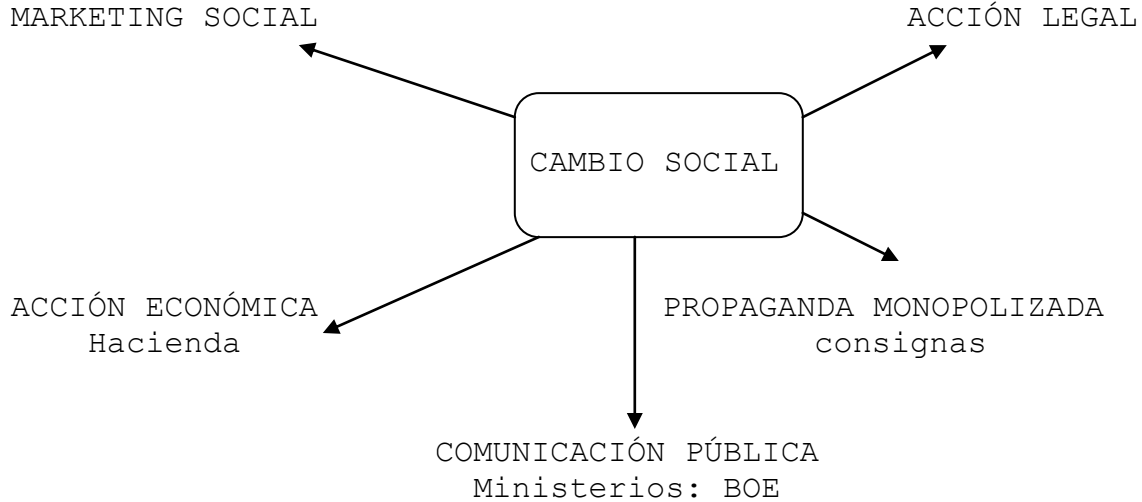 MARKETING SOCIAL
ACCIÓN LEGAL
CAMBIO SOCIAL
ACCIÓN ECONÓMICA
Hacienda
PROPAGANDA MONOPOLIZADA
consignas
COMUNICACIÓN PÚBLICA
Ministerios: BOE